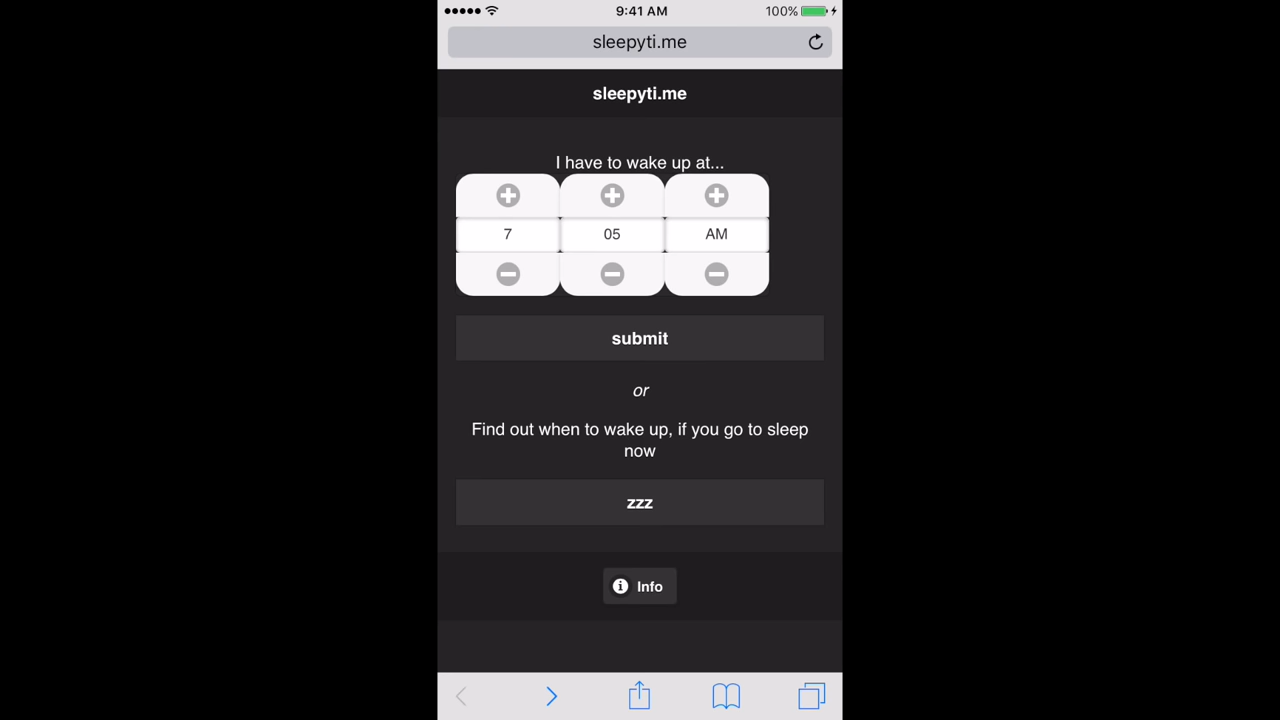 9:41 AM 100%
sleepyti.me
sleepyti.me
I have to wake up at...
7 05 AM
submit
or
Find out when to wake up, if you go to sleep
now
zzz
Info